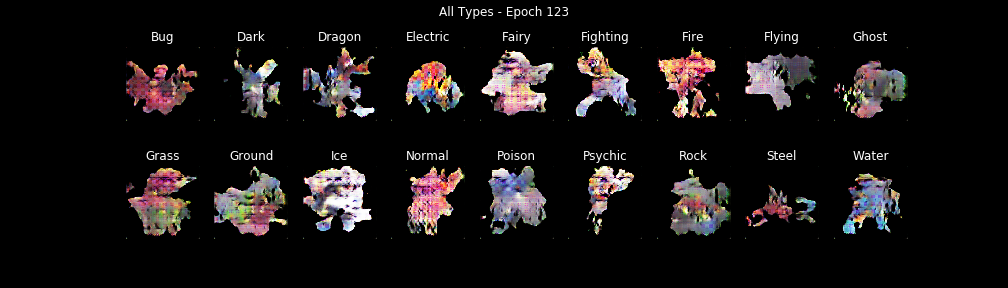 All Types - Epoch 123
Bug Dark Dragon Electric Fairy Fighting Fire Flying Ghost
Grass Ground Ice Normal Poison Psychic Rock Steel Water